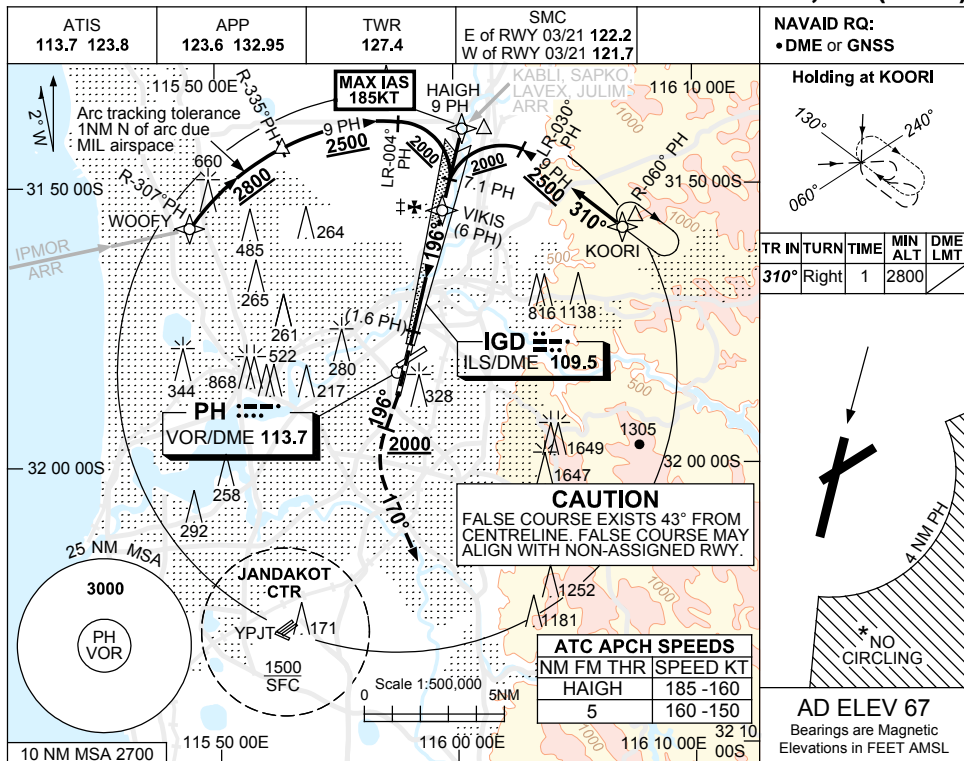 ATIS
113.7 123.8
APP
123.6 132.95
TWR
127.4
SMC
E of RWY 03/21 122.2
W of RWY 03/21 121.7
NAVAID RQ:
• DME or GNSS
Holding at KOORI
130°
240°
060°
TR IN TURN TIME MIN ALT DME LMT
310° Right 1 2800
2° W
115 50 00E
116 10 00E
Arc tracking tolerance
1NM N of arc due
MIL airspace
MAX IAS
185KT
HAIGH
9 PH
KABLI, SAPKO,
LAVEX, JULIM
ARR
1000
R-335° PH
9 PH
2500
LR-004°
PH
2000
2000
LR-030°
PH
9 PH
2500
310°
R-060° PH
1000
31 50 00S
31 50 00S
660
R-307° PH
2800
WOOFY
IPMOR
ARR
7.1 PH
VIKIS
(6 PH)
196°
KOORI
485
264
265
261
500
816
1138
(1.6 PH)
IGD
ILS/DME 109.5
344
868
522
280
217
328
500
PH
VOR/DME 113.7
196°
2000
170°
1305
1649
1647
32 00 00S
32 00 00S
258
292
CAUTION
FALSE COURSE EXISTS 43° FROM
CENTRELINE. FALSE COURSE MAY
ALIGN WITH NON-ASSIGNED RWY.
25 NM MSA
3000
PH
VOR
10 NM MSA 2700
JANDAKOT
CTR
YPJT
171
1500
SFC
1252
1181
1000
Scale 1:500,000
0
5NM
ATC APCH SPEEDS
NM FM THR SPEED KT
HAIGH 185 -160
5 160 -150
1000
115 50 00E
116 00 00E
116 10 00E
32 10
00S
4 NM PH
* NO
CIRCLING
AD ELEV 67
Bearings are Magnetic
Elevations in FEET AMSL